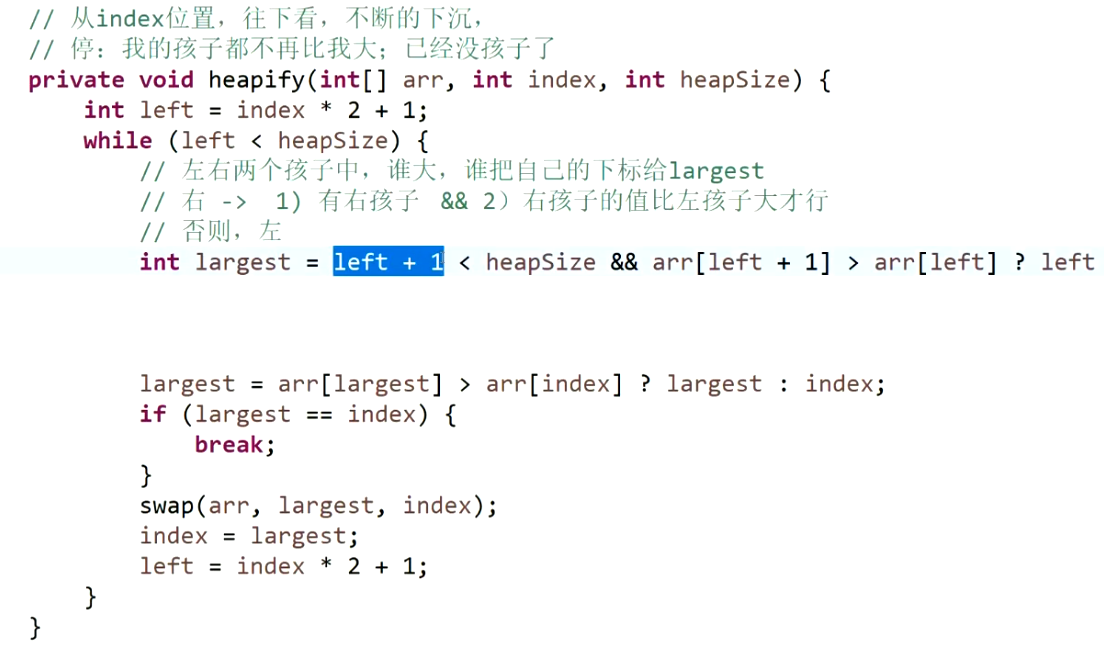 // 从index位置，往下看，不断的下沉，
// 停：我的孩子都不再比我大；已经没孩子了
private void heapify(int[] arr, int index, int heapSize) {
    int left = index * 2 + 1;
    while (left < heapSize) {
        // 左右两个孩子中，谁大，谁把自己的下标给largest
        // 右 ->  1) 有右孩子  && 2）右孩子的值比左孩子大才行
        // 否则，左
        int largest = left + 1 < heapSize && arr[left + 1] > arr[left] ? left
        largest = arr[largest] > arr[index] ? largest : index;
        if (largest == index) {
            break;
        }
        swap(arr, largest, index);
        index = largest;
        left = index * 2 + 1;
    }
}